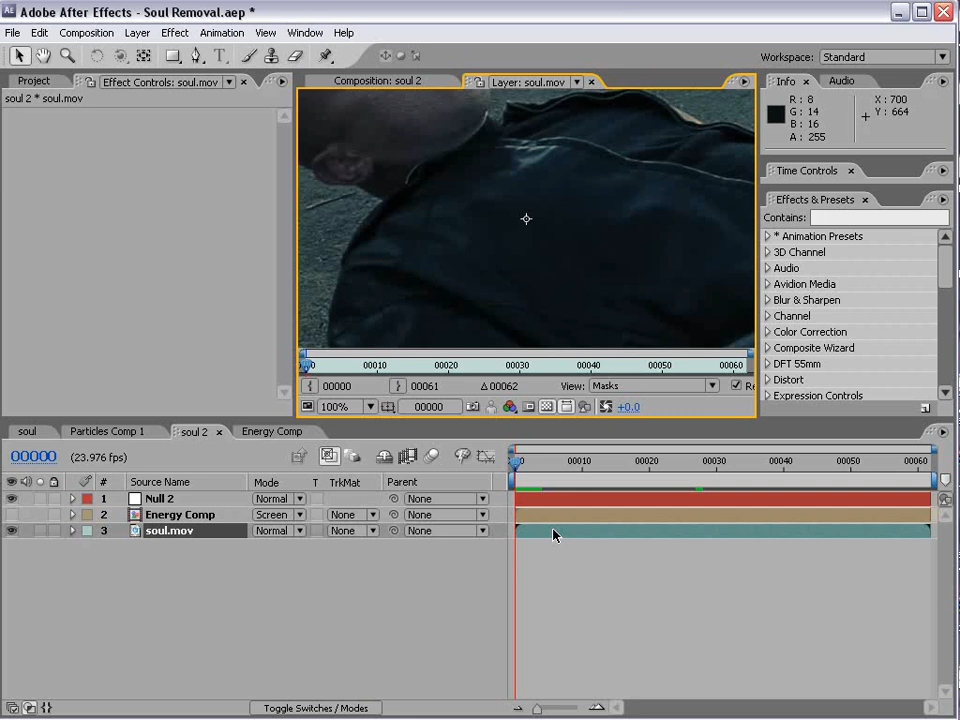 Adobe After Effects - Soul Removal.aep *
File Edit Composition Layer Effect Animation View Window Help
Workspace: Standard
Project Effect Controls: soul.mov
soul 2 * soul.mov
Composition: soul 2 Layer: soul.mov
Info Audio
R: 8 X: 700
G: 14 Y: 664
B: 16
A: 255
Time Controls
Effects & Presets
Contains:
* Animation Presets
3D Channel
Audio
Avidion Media
Blur & Sharpen
Channel
Color Correction
Composite Wizard
DFT 55mm
Distort
Expression Controls
00010 00020 00030 00040 00050 00060
00000 00061 Δ00062 View: Masks Re
100% 00000 +0.0
soul Particles Comp 1 soul 2 Energy Comp
00000 (23.976 fps)
00010 00020 00030 00040 00050 00060
# Source Name Mode T TrkMat Parent
1 Null 2 Normal None
2 Energy Comp Screen None None
3 soul.mov Normal None None
Toggle Switches / Modes